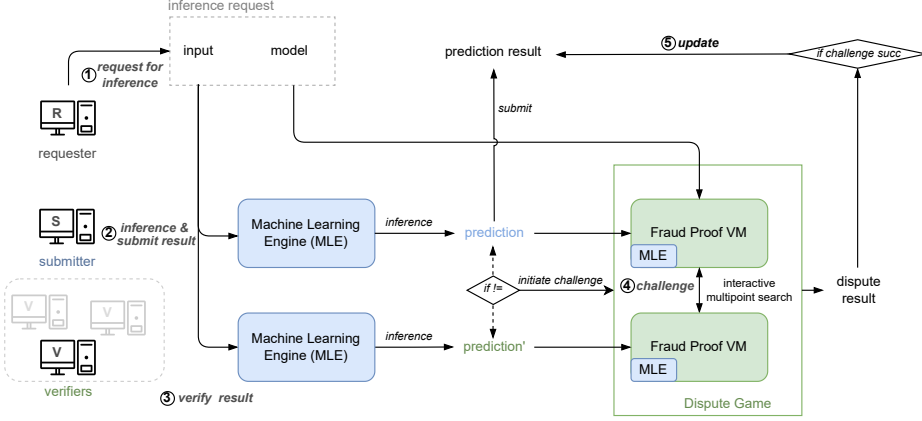 inference request
input
model
prediction result
⑤ update
if challenge succ
① request for
inference
R
requester
submit
S
submitter
② inference &
submit result
Machine Learning
Engine (MLE)
inference
prediction
Fraud Proof VM
MLE
if !=
initiate challenge
④ challenge
interactive
multipoint search
dispute
result
V
V
V
verifiers
Machine Learning
Engine (MLE)
inference
prediction'
Fraud Proof VM
MLE
③ verify result
Dispute Game